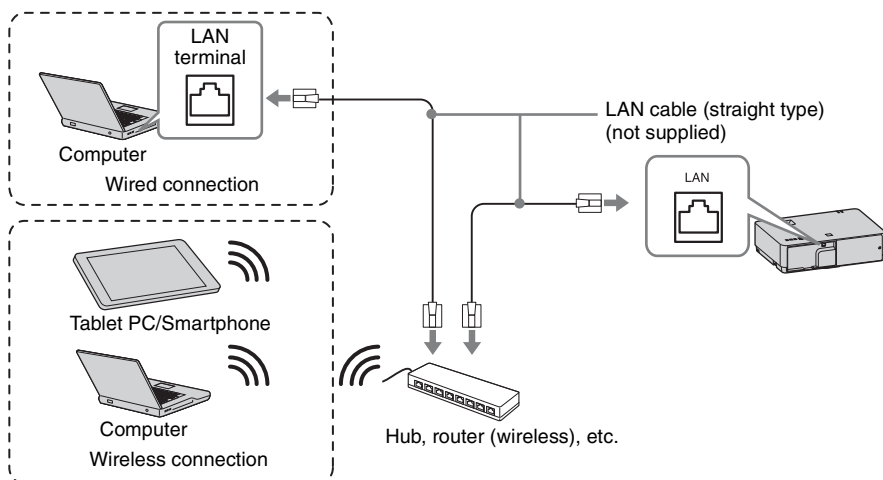 LAN
terminal
Computer
Wired connection
LAN cable (straight type)
(not supplied)
LAN
Tablet PC/Smartphone
Computer
Wireless connection
Hub, router (wireless), etc.